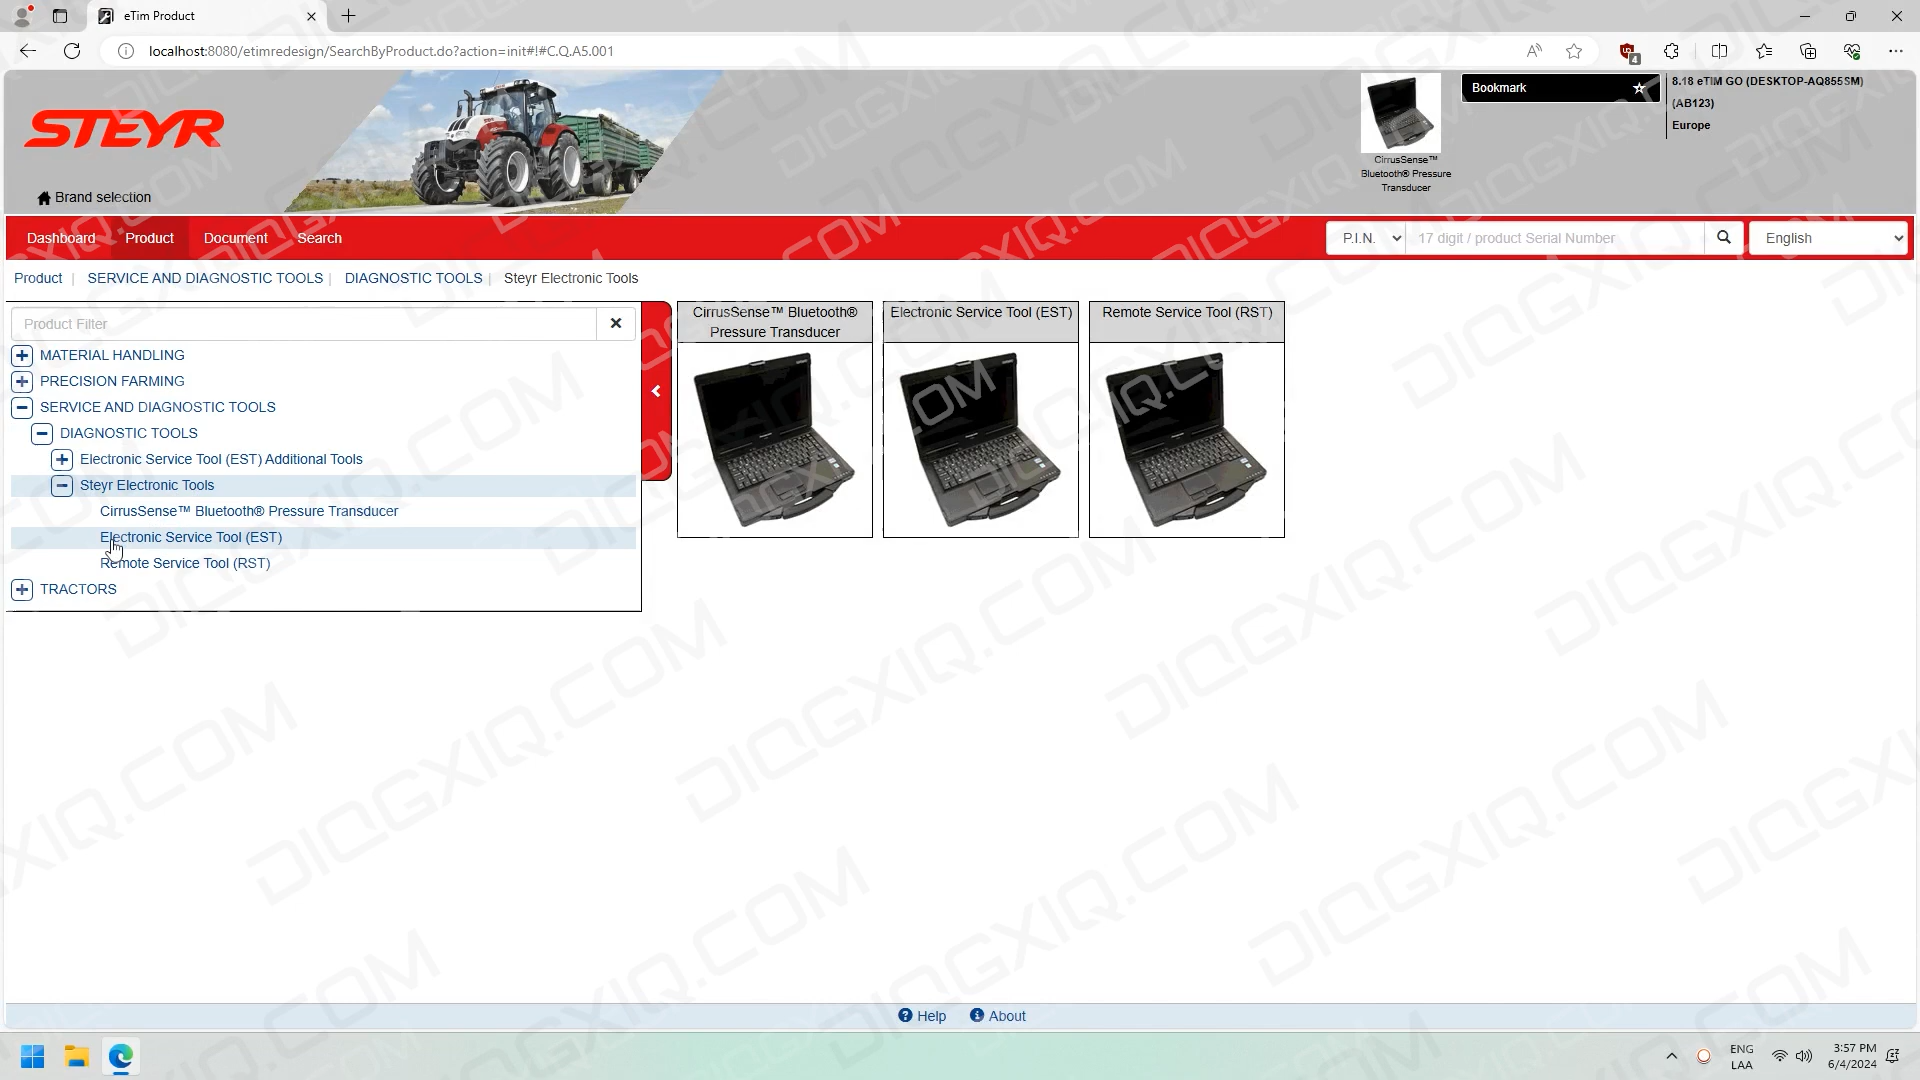 eTim Product
localhost:8080/etimredesign/SearchByProduct.do?action=init#!#C.Q.A5.001
4
STEYR
Brand selection
CirrusSense™
Bluetooth® Pressure
Transducer
Bookmark
8.18 eTIM GO (DESKTOP-AQ855SM)
(AB123)
Europe
Dashboard Product Document Search
P.I.N. 17 digit / product Serial Number English
Product | SERVICE AND DIAGNOSTIC TOOLS | DIAGNOSTIC TOOLS | Steyr Electronic Tools
Product Filter
MATERIAL HANDLING
PRECISION FARMING
SERVICE AND DIAGNOSTIC TOOLS
DIAGNOSTIC TOOLS
Electronic Service Tool (EST) Additional Tools
Steyr Electronic Tools
CirrusSense™ Bluetooth® Pressure Transducer
Electronic Service Tool (EST)
Remote Service Tool (RST)
TRACTORS
CirrusSense™ Bluetooth®
Pressure Transducer
Electronic Service Tool (EST)
Remote Service Tool (RST)
Help About
ENG
LAA
3:57 PM
6/4/2024
DIAGXIQ.COM